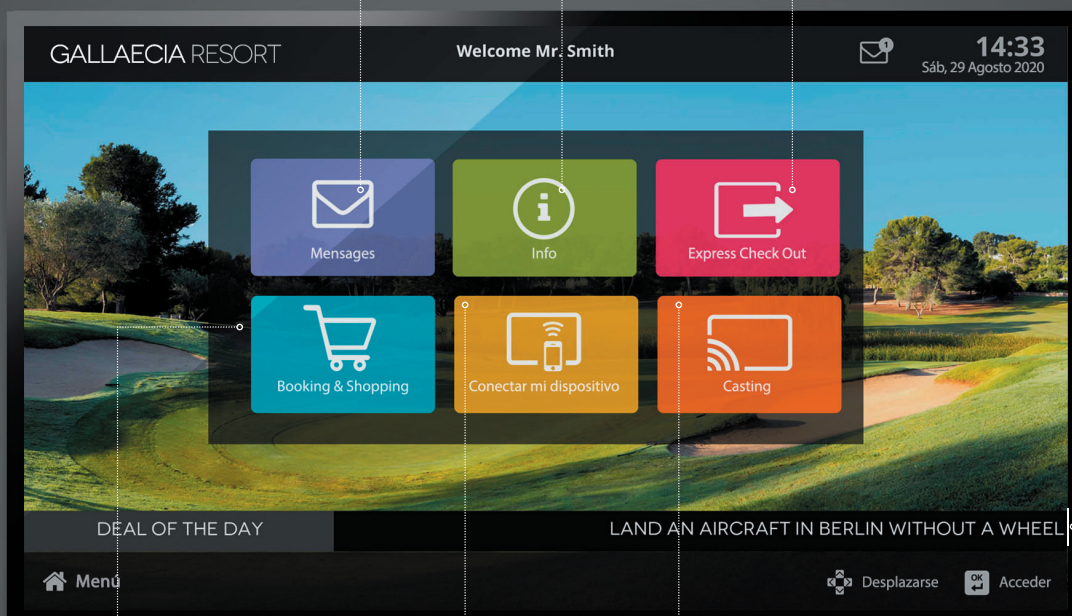 GALLAECIA RESORT
Welcome Mr. Smith
1
14:33
Sáb, 29 Agosto 2020
Mensages
Info
Express Check Out
Booking & Shopping
Conectar mi dispositivo
Casting
DEAL OF THE DAY
LAND AN AIRCRAFT IN BERLIN WITHOUT A WHEEL
Menú
Desplazarse
OK
Acceder